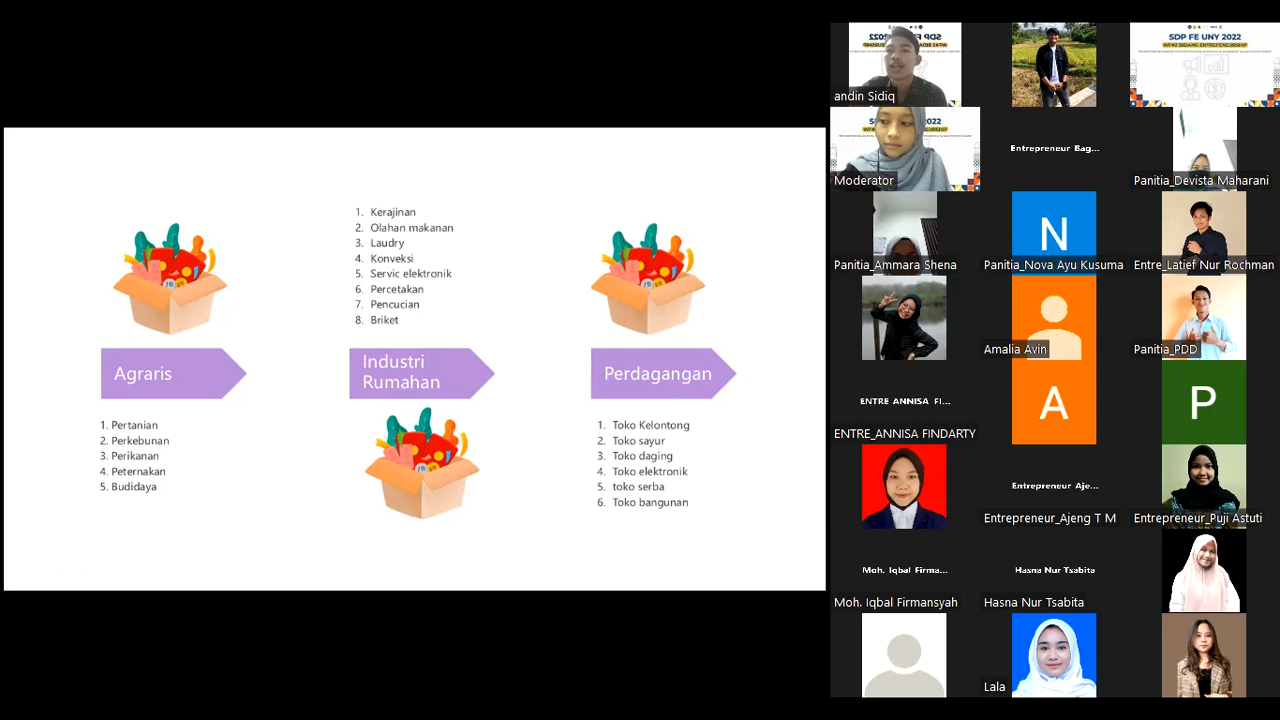 1. Kerajinan
2. Olahan makanan
3. Laudry
4. Konveksi
5. Servic elektronik
6. Percetakan
7. Pencucian
8. Briket
Agraris
Industri
Rumahan
Perdagangan
1. Pertanian
2. Perkebunan
3. Perikanan
4. Peternakan
5. Budidaya
1. Toko Kelontong
2. Toko sayur
3. Toko daging
4. Toko elektronik
5. toko serba
6. Toko bangunan
andin Sidiq
SDP FE UNY 2022
WF#2 BIDANG ENTREPRENEURSHIP
Moderator
2022
Entrepreneur Bag...
Panitia_Devista Maharani
Panitia_Ammara Shena
N
Panitia_Nova Ayu Kusuma
Entre_Latief Nur Rochman
Amalia Avin
Panitia_PDD
ENTRE ANNISA FI...
ENTRE_ANNISA FINDARTY
A
P
Entrepreneur Aje...
Entrepreneur_Ajeng T M
Entrepreneur_Puji Astuti
Moh. Iqbal Firma...
Moh. Iqbal Firmansyah
Hasna Nur Tsabita
Hasna Nur Tsabita
Lala